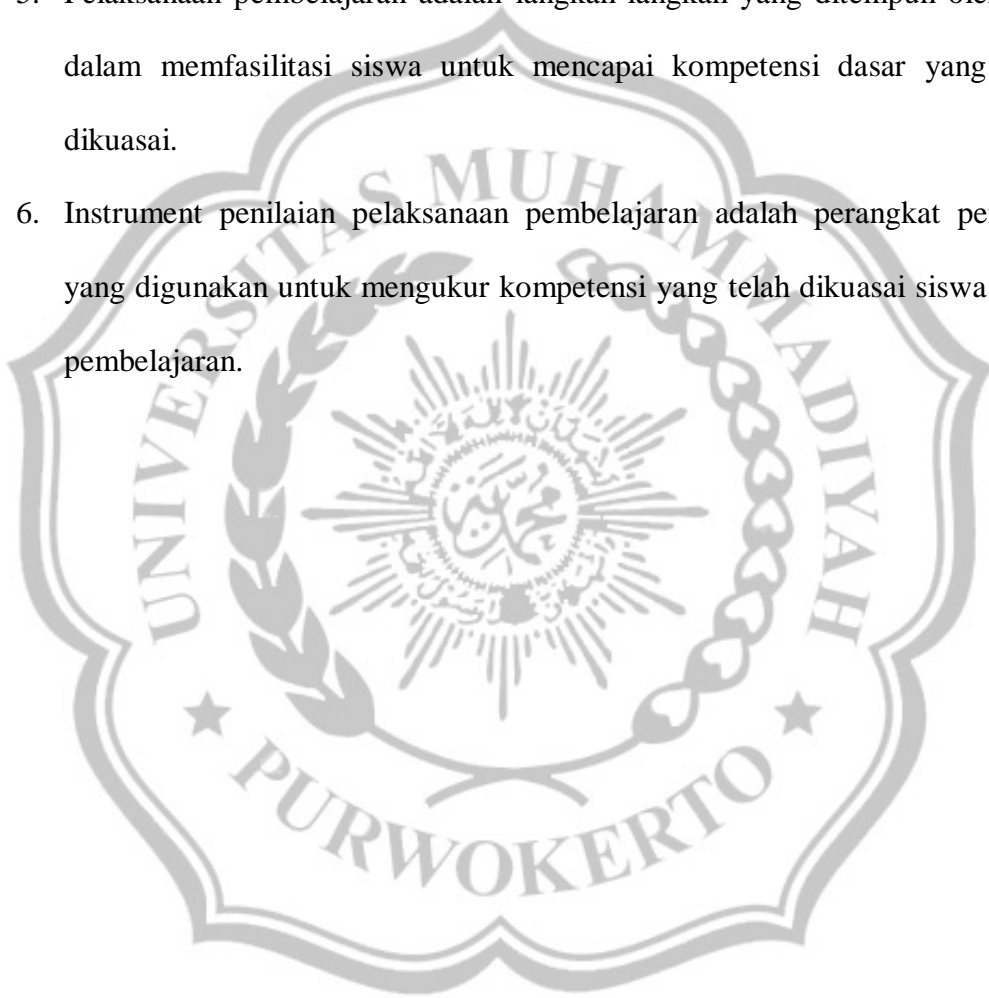 dalam memfasilitasi siswa untuk mencapai kompetensi dasar yang
dikuasai.
6. Instrument penilaian pelaksanaan pembelajaran adalah perangkat
yang digunakan untuk mengukur kompetensi yang telah dikuasai siswa
pembelajaran.
UNIVERSITAS MUHAMMADIYAH
PURWOKERTO